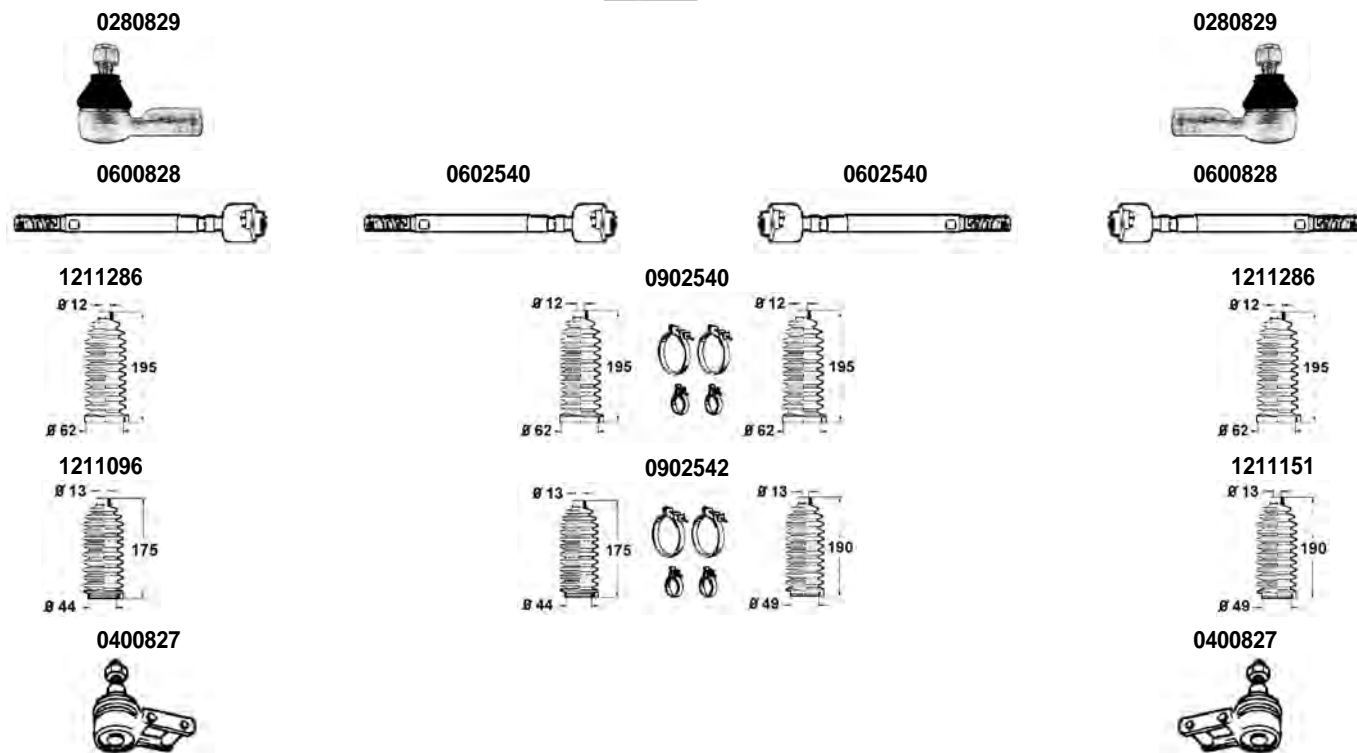 0280829 0280829
0600828 0602540 0602540 0600828
1211286 0902540 1211286
Ø 12 Ø 12 Ø 12 Ø 12
195 195 195 195
Ø 62 Ø 62 Ø 62 Ø 62
1211096 0902542 1211151
Ø 13 Ø 13 Ø 13 Ø 13
175 175 190 190
Ø 44 Ø 44 Ø 49 Ø 49
0400827 0400827